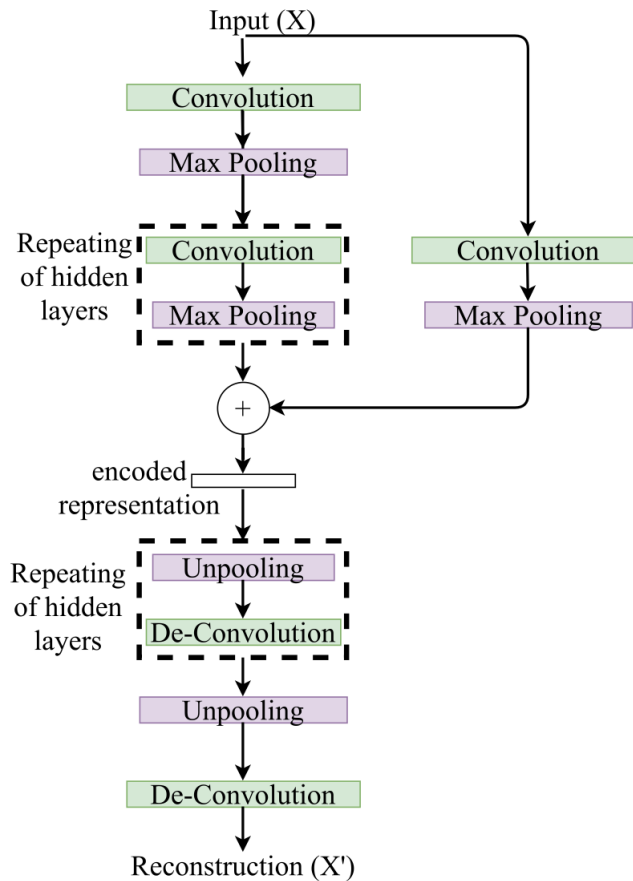 Input (X)
Convolution
Max Pooling
Repeating
of hidden
layers
Convolution
Max Pooling
Convolution
Max Pooling
+
encoded
representation
Repeating
of hidden
layers
Unpooling
De-Convolution
Unpooling
De-Convolution
Reconstruction (X')